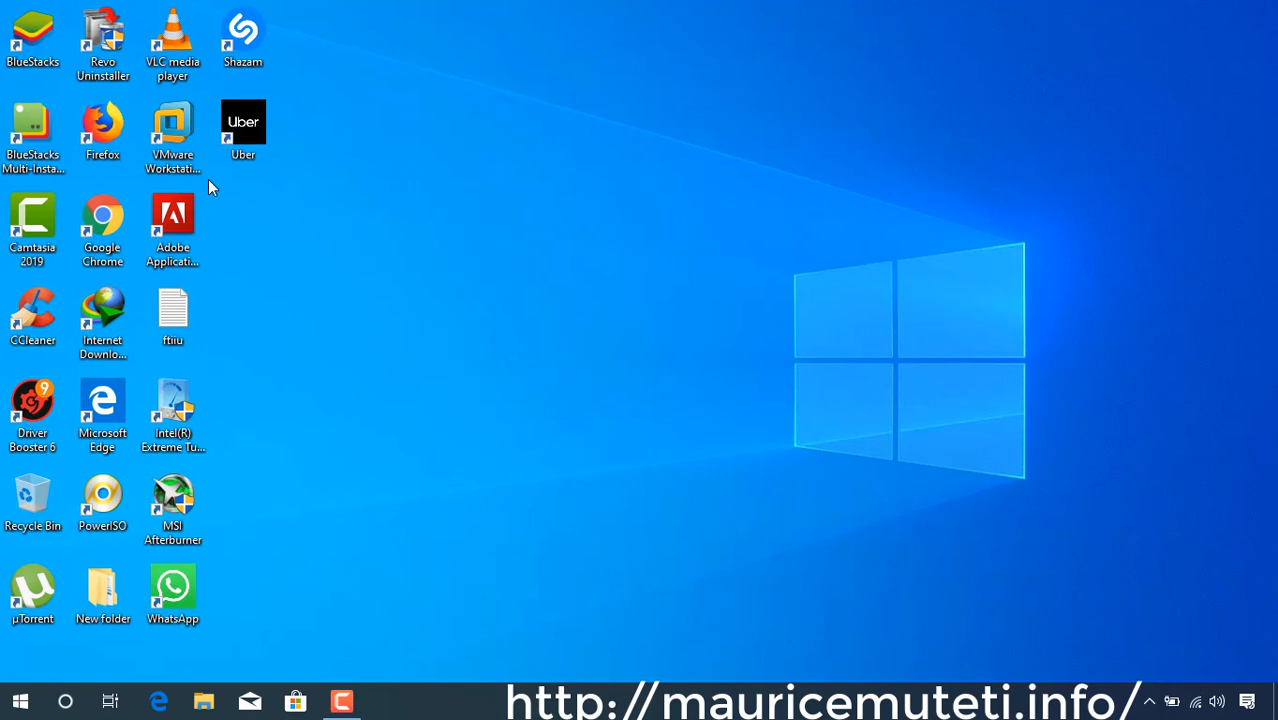 BlueStacks
Revo
Uninstaller
VLC media
player
Shazam
BlueStacks
Multi-Insta...
Firefox
VMware
Workstati...
Uber
Uber
Camtasia
2019
Google
Chrome
Adobe
Applicati...
CCleaner
Internet
Downlo...
ftiiu
9
Driver
Booster 6
Microsoft
Edge
Intel(R)
Extreme Tu...
Recycle Bin
PowerISO
MSI
Afterburner
µTorrent
New folder
WhatsApp
http://mauricemuteti.info/